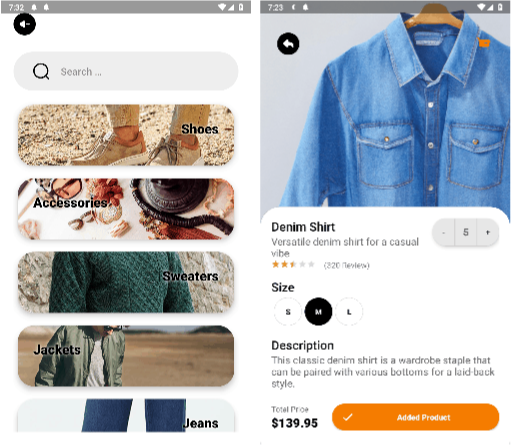 7:32
Search ...
Shoes
Accessories
Sweaters
Jackets
Jeans
7:23
Denim Shirt
Versatile denim shirt for a casual
vibe
- 5 +
(320 Review)
Size
S M L
Description
This classic denim shirt is a wardrobe staple that
can be paired with various bottoms for a laid-back
style.
Total Price
$139.95
Added Product